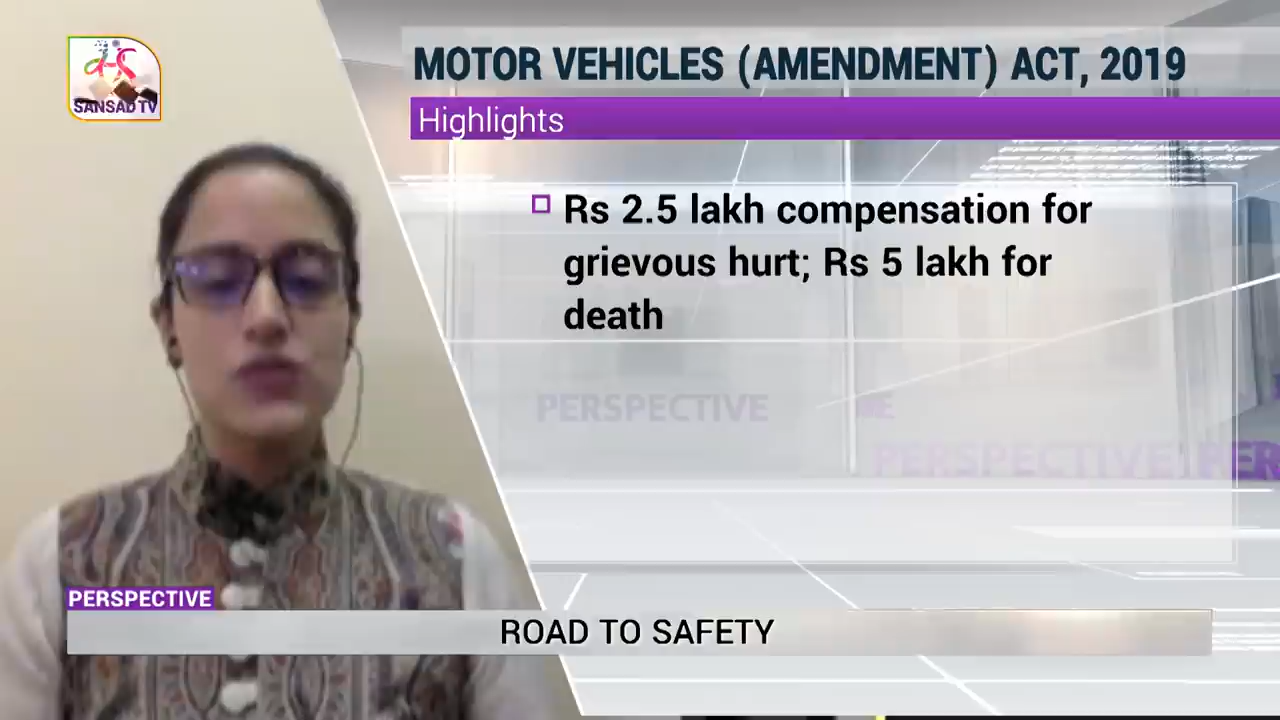 SANSAD TV
MOTOR VEHICLES (AMENDMENT) ACT, 2019
Highlights
Rs 2.5 lakh compensation for
grievous hurt; Rs 5 lakh for
death
PERSPECTIVE
PERSPECTIVE
PERSPECTIVE
ROAD TO SAFETY